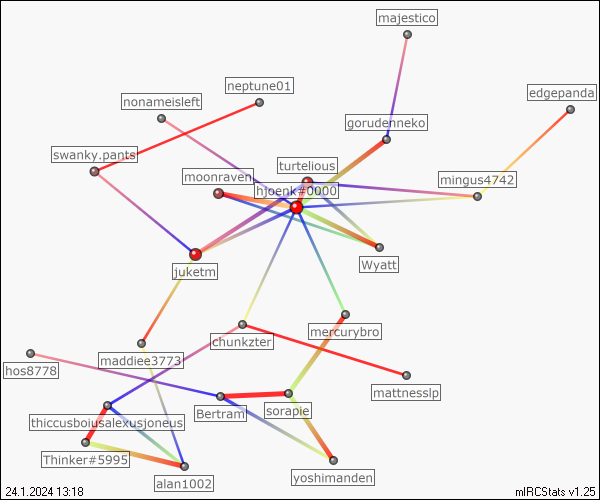 majestico
neptune01
edgepanda
nonameisleft
gorudenneko
swanky.pants
turtelious
moonraven
mingus4742
hjoenk#0000
Wyatt
juketm
mercurybro
chunkzter
maddiee3773
hos8778
mattnesslp
Bertram
sorapie
thiccusboiusalexusjoneus
Thinker#5995
yoshimanden
alan1002
24.1.2024 13:18
mIRCStats v1.25